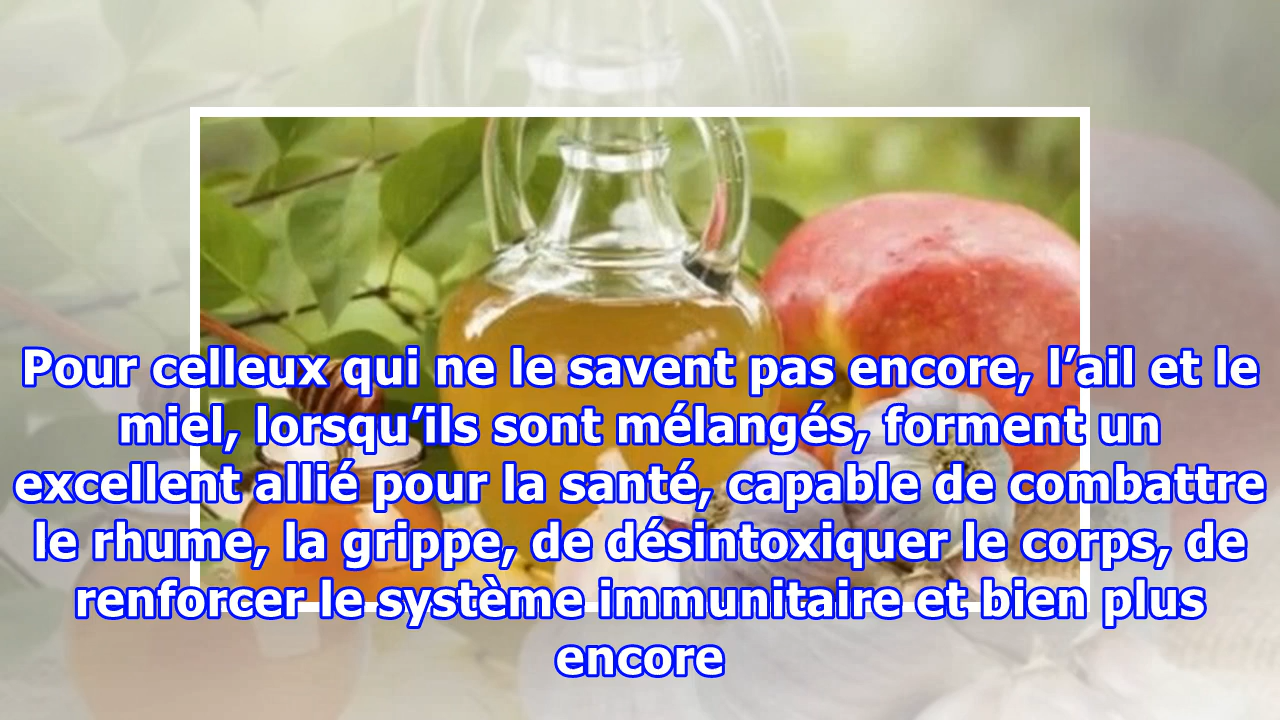 Pour celleux qui ne le savent pas encore, l’ail et le
miel, lorsqu’ils sont mélangés, forment un
excellent allié pour la santé, capable de combattre
le rhume, la grippe, de désintoxiquer le corps, de
renforcer le système immunitaire et bien plus
encore